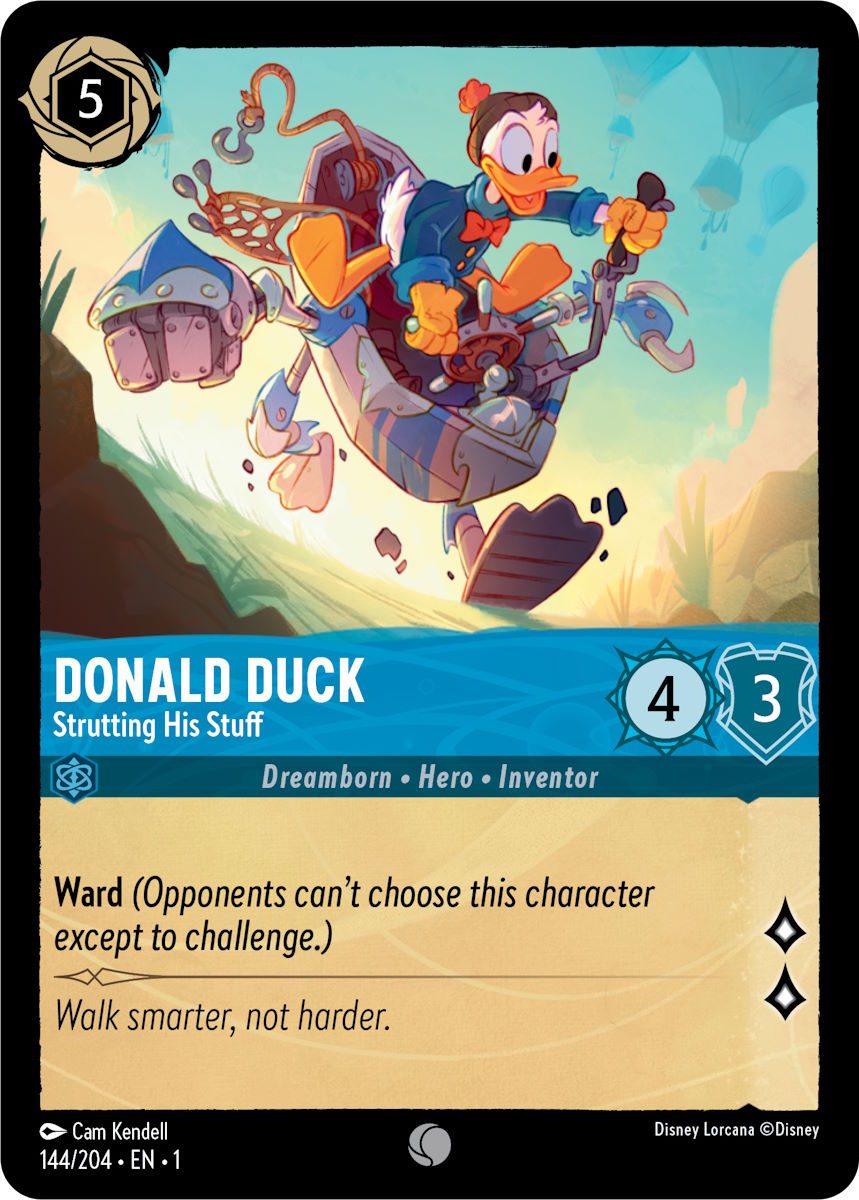 5
DONALD DUCK
Strutting His Stuff
4
3
Dreamborn • Hero • Inventor
Ward (Opponents can't choose this character
except to challenge.)
Walk smarter, not harder.
Cam Kendell
144/204 • EN • 1
Disney Lorcana ©Disney